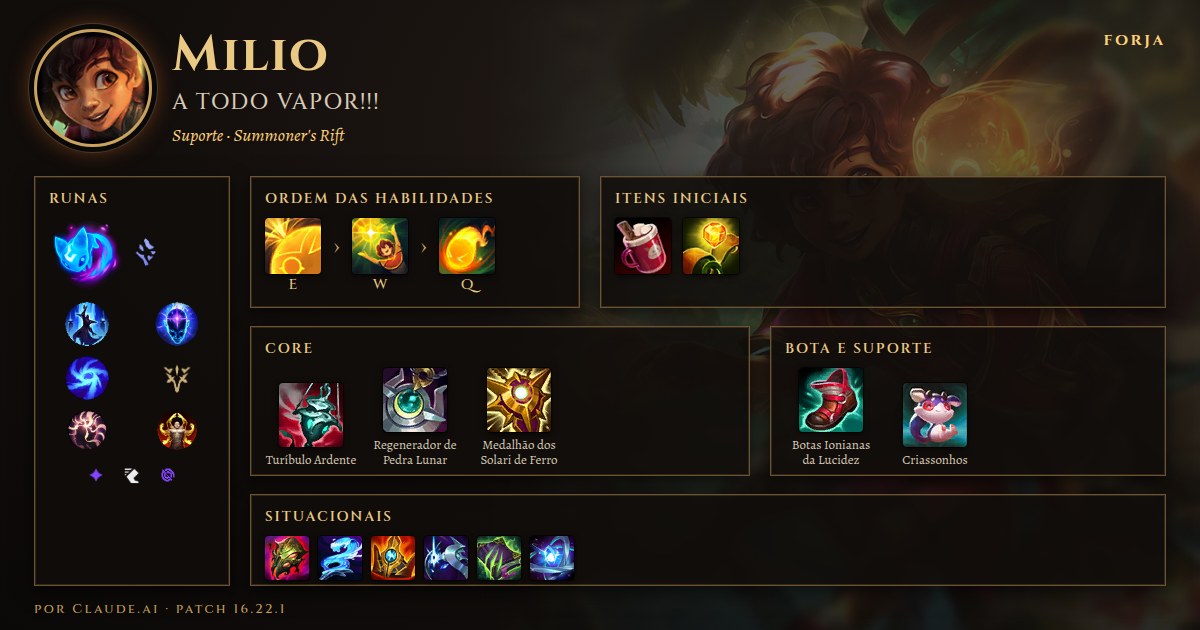 MILIO
A TODO VAPOR!!!
Suporte · Summoner's Rift
FORJA
RUNAS
ORDEM DAS HABILIDADES
E › W › Q
ITENS INICIAIS
CORE
Turíbulo Ardente
Regenerador de
Pedra Lunar
Medalhão dos
Solari de Ferro
BOTA E SUPORTE
Botas Ionianas
da Lucidez
Criassonhos
SITUACIONAIS
POR CLAUDE.AI · PATCH 16.22.1